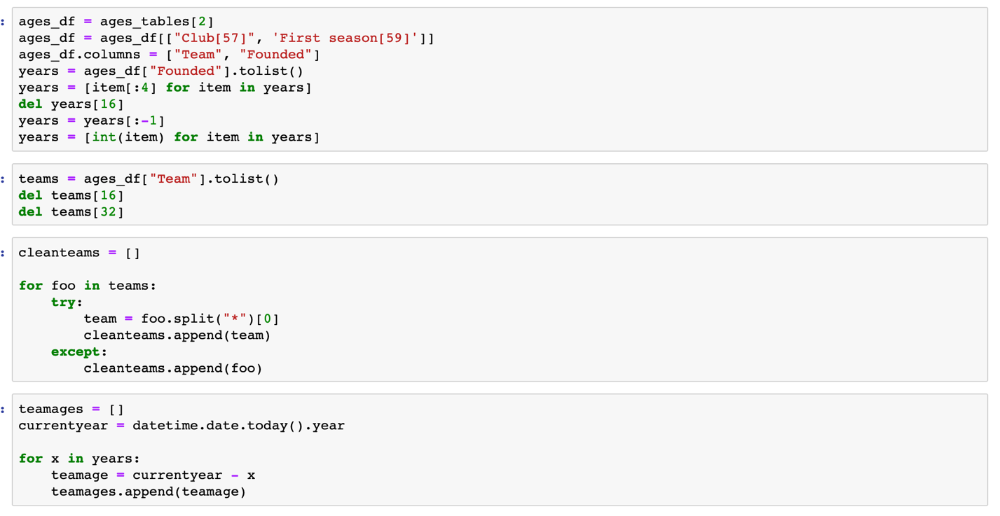 : ages_df = ages_tables[2]
ages_df = ages_df[["Club[57]", 'First season[59]']]
ages_df.columns = ["Team", "Founded"]
years = ages_df["Founded"].tolist()
years = [item[:4] for item in years]
del years[16]
years = years[:-1]
years = [int(item) for item in years]
: teams = ages_df["Team"].tolist()
del teams[16]
del teams[32]
: cleanteams = []
for foo in teams:
    try:
        team = foo.split("*")[0]
        cleanteams.append(team)
    except:
        cleanteams.append(foo)
: teamages = []
currentyear = datetime.date.today().year
for x in years:
    teamage = currentyear - x
    teamages.append(teamage)